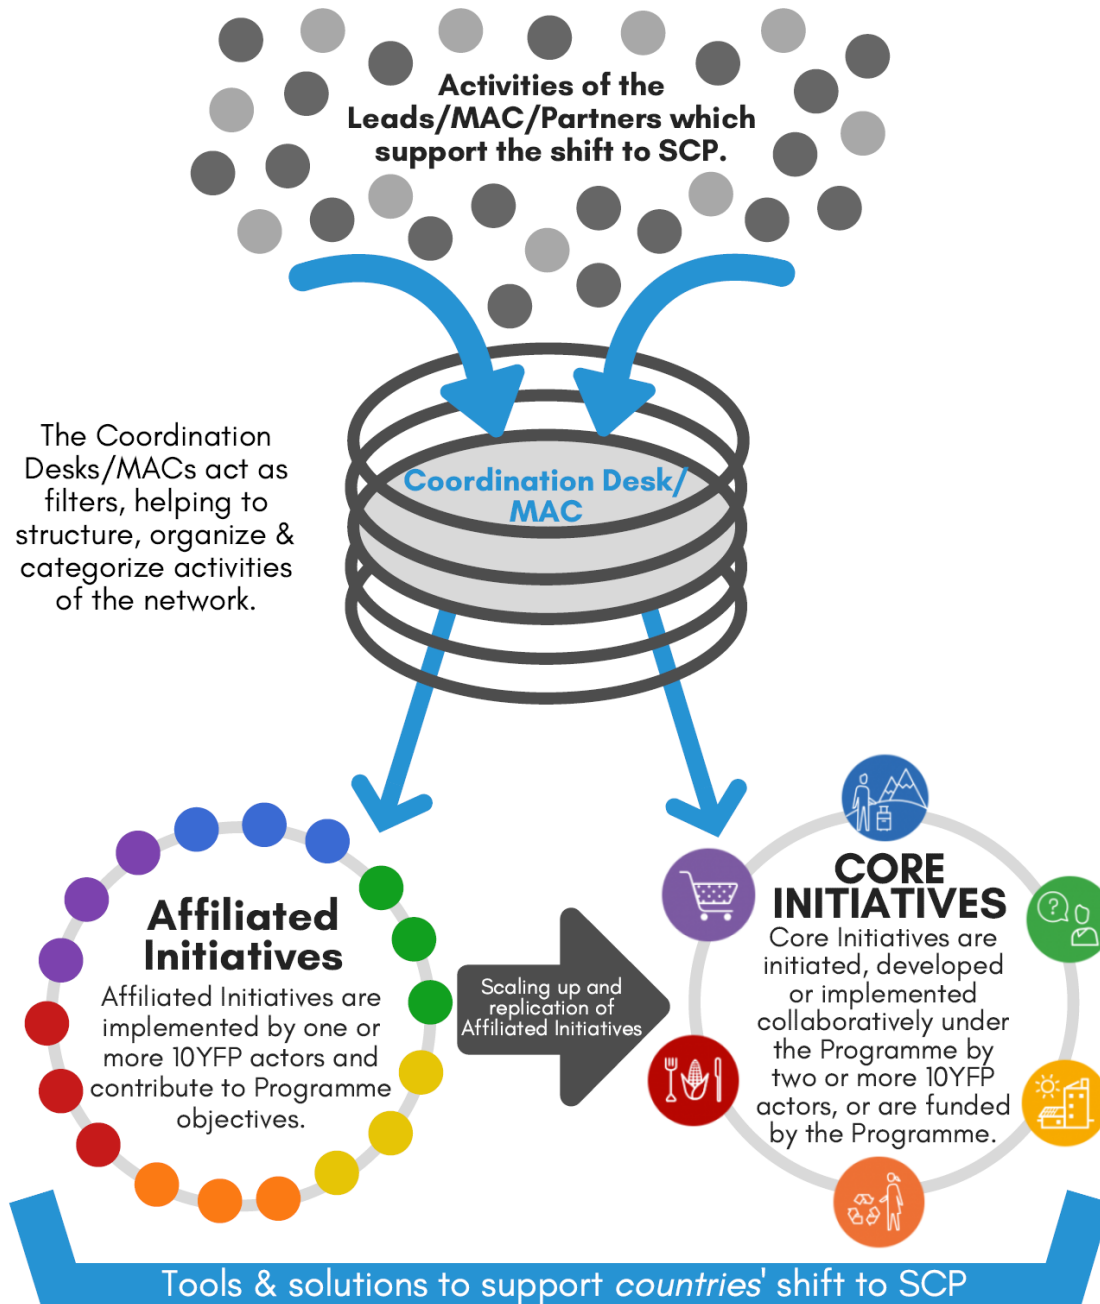 Activities of the
Leads/MAC/Partners which
support the shift to SCP.
The Coordination
Desks/MACs act as
filters, helping to
structure, organize &
categorize activities
of the network.
Coordination Desk/
MAC
Affiliated
Initiatives
Affiliated Initiatives are
implemented by one or
more 10YFP actors and
contribute to Programme
objectives.
Scaling up and
replication of
Affiliated Initiatives
CORE
INITIATIVES
Core Initiatives are
initiated, developed
or implemented
collaboratively under
the Programme by
two or more 10YFP
actors, or are funded
by the Programme.
?
Tools & solutions to support countries' shift to SCP